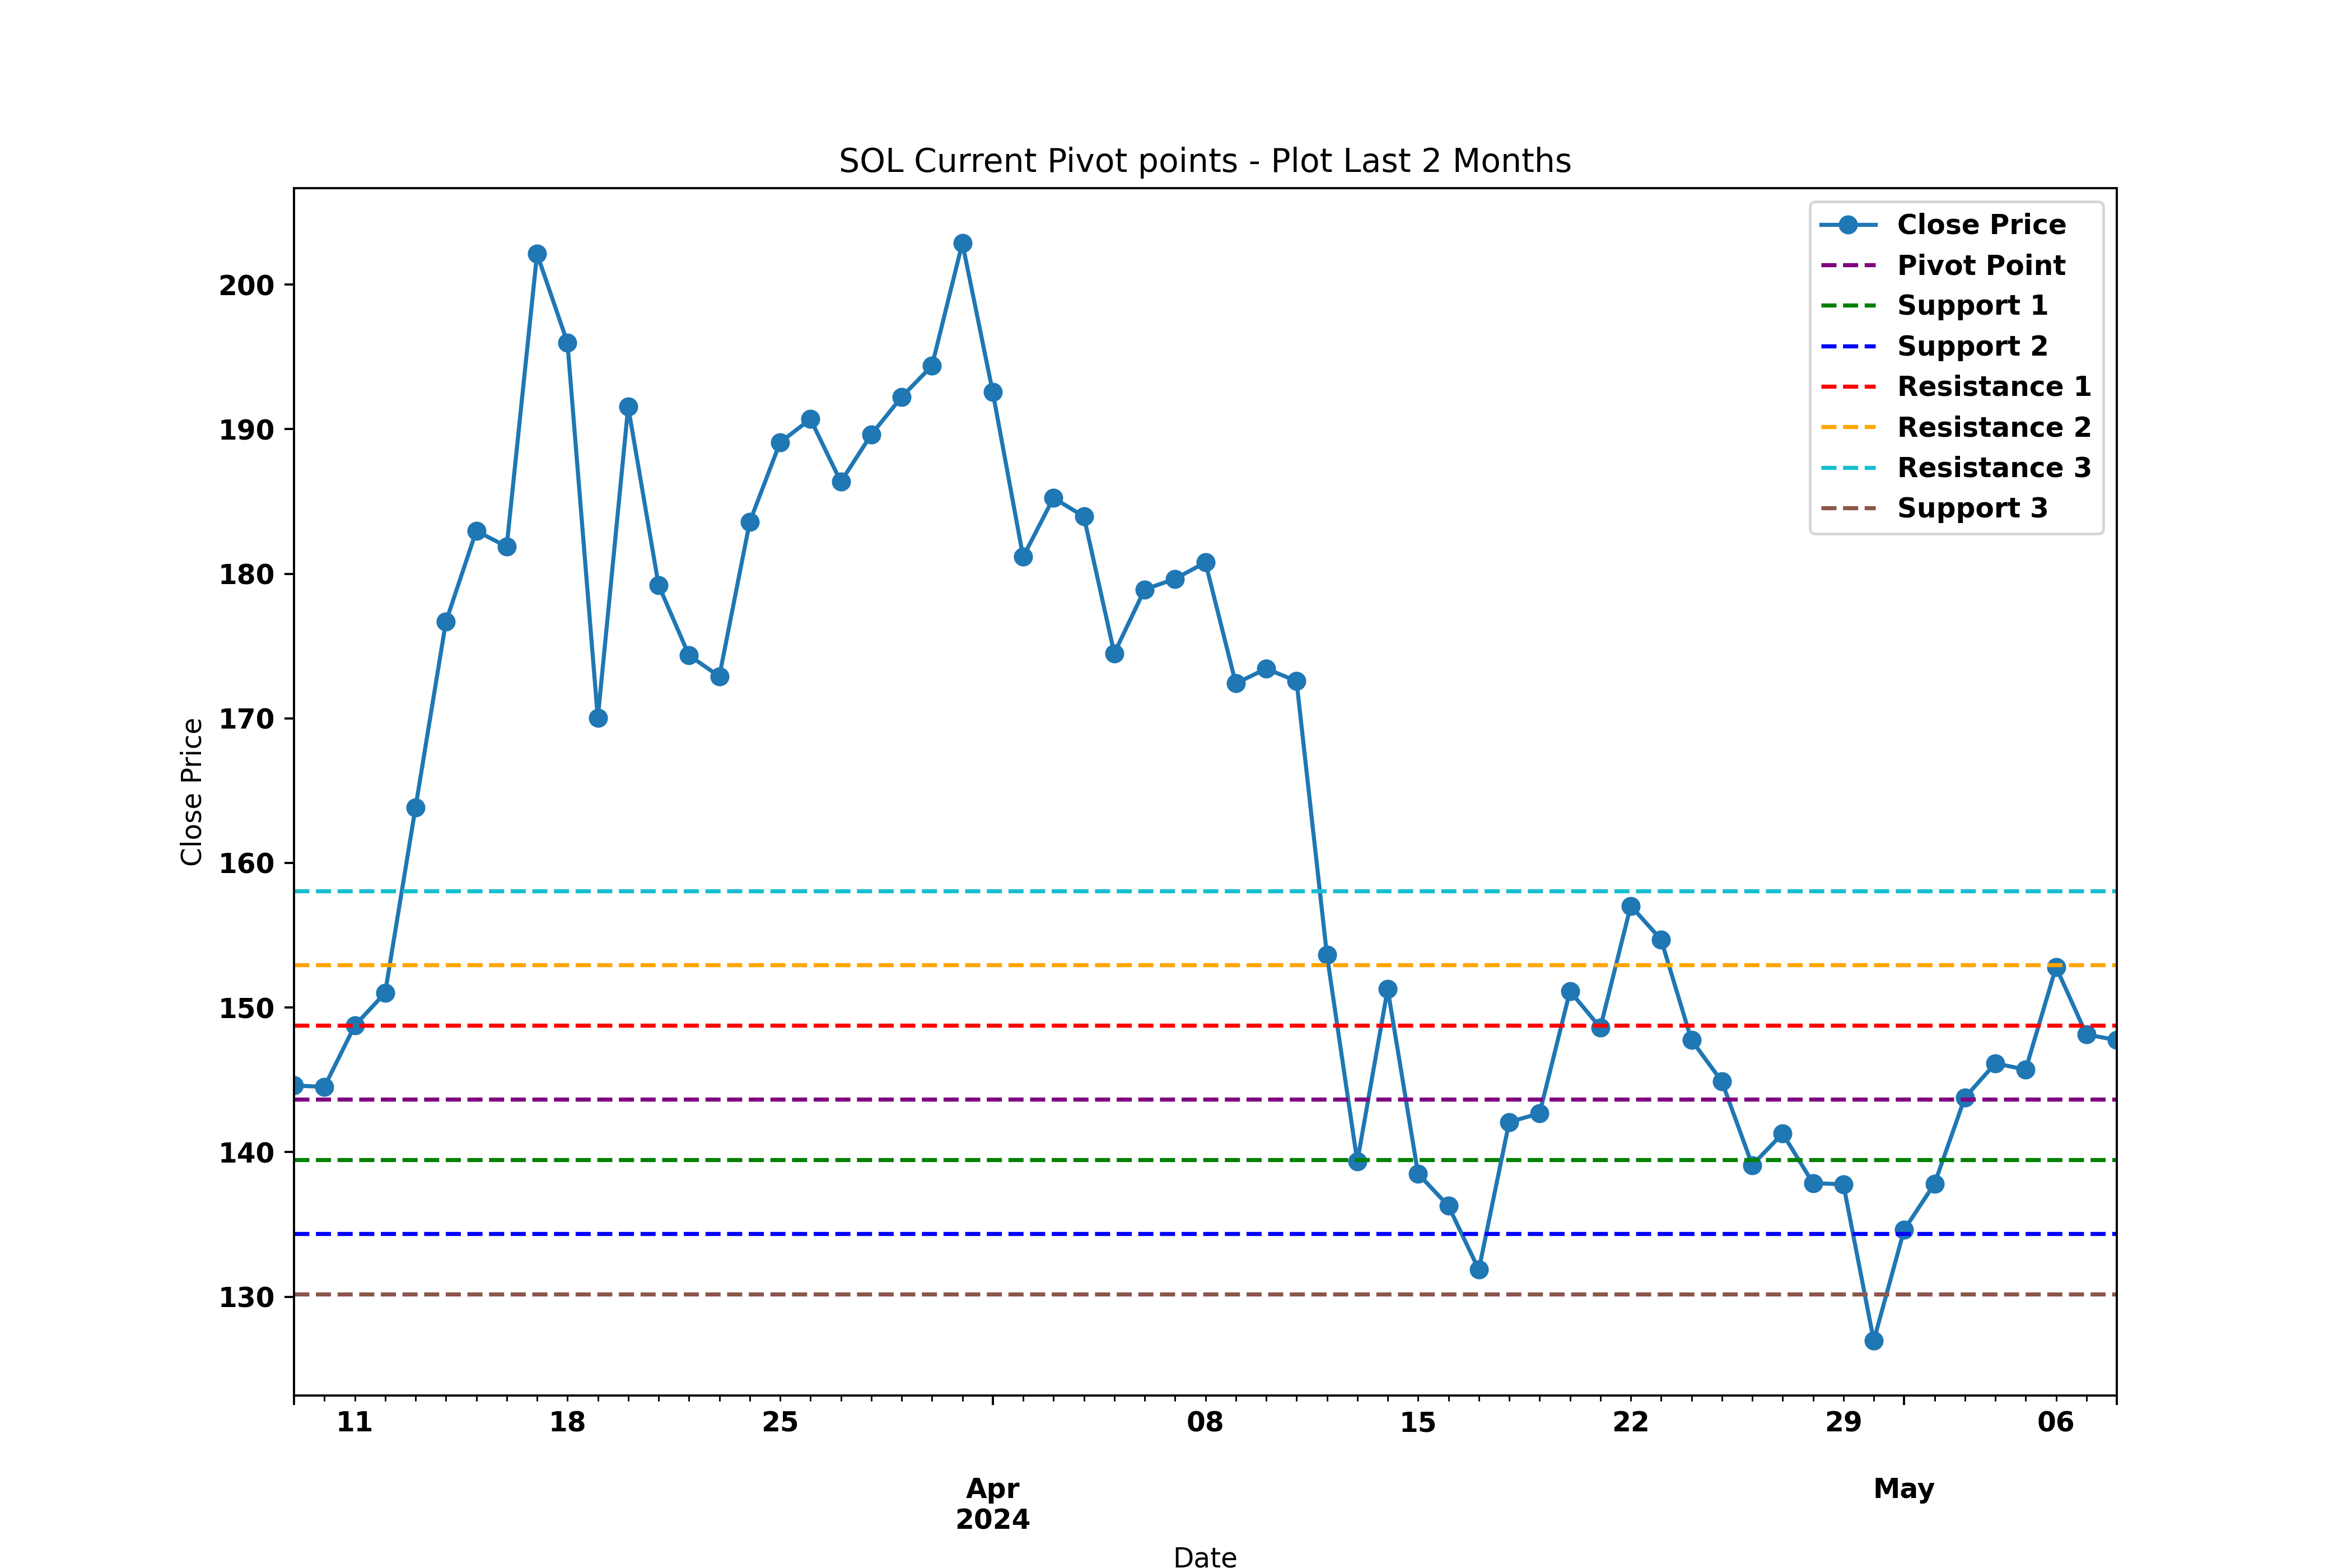 SOL Current Pivot points - Plot Last 2 Months
Close Price
Pivot Point
Support 1
Support 2
Resistance 1
Resistance 2
Resistance 3
Support 3
Close Price
200
190
180
170
160
150
140
130
11 18 25 08 15 22 29 06
Apr May
2024
Date